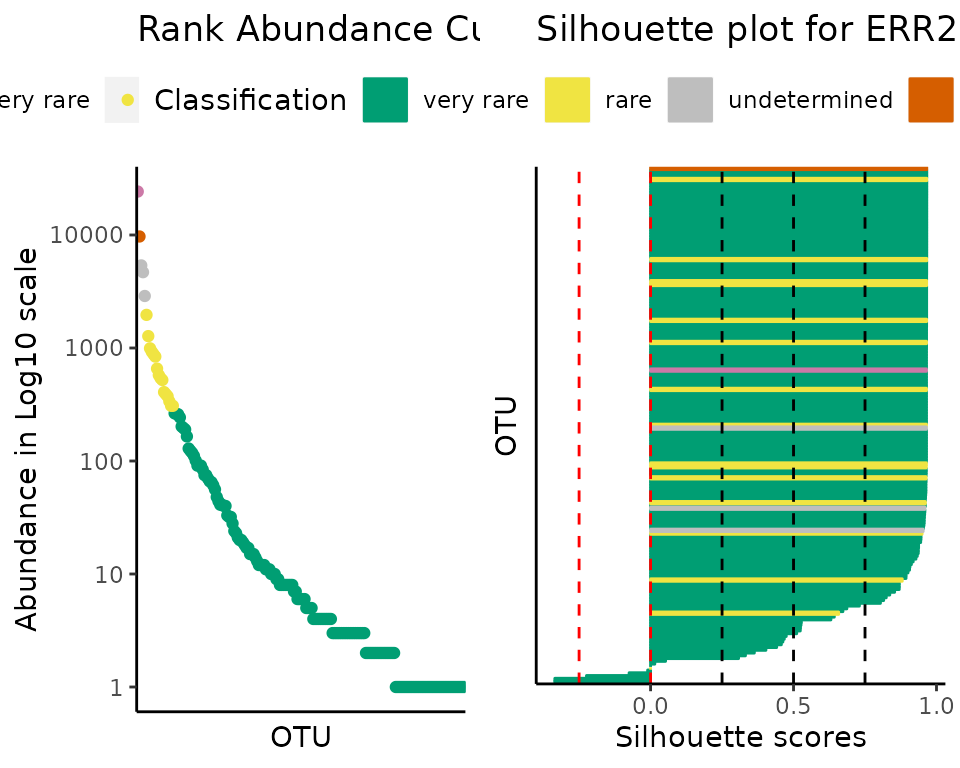 Rank Abundance Cu
Silhouette plot for ERR2
ery rare
Classification
very rare
rare
undetermined
Abundance in Log10 scale
10000
1000
100
10
1
OTU
OTU
0.0
0.5
1.0
Silhouette scores